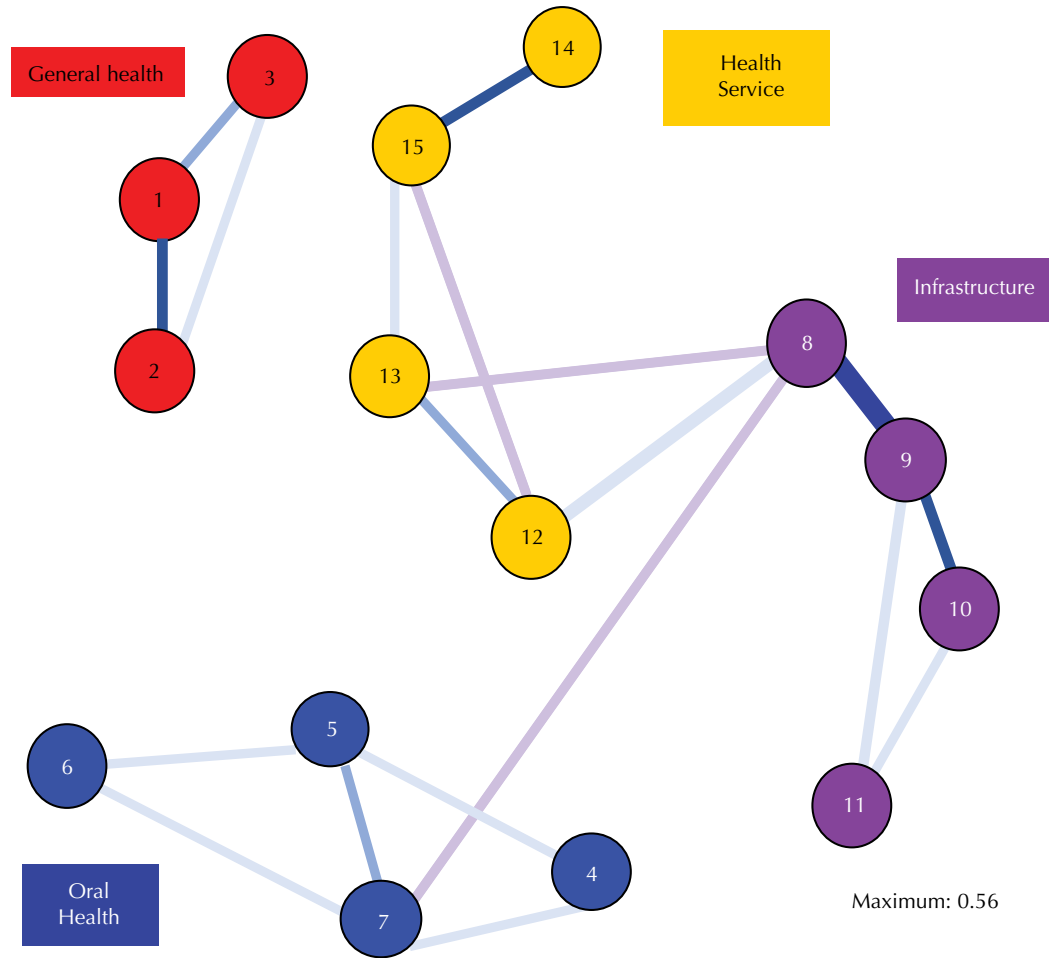 General health
3
14
Health
Service
15
1
2
13
8
Infrastructure
9
12
10
5
6
11
4
7
Oral
Health
Maximum: 0.56